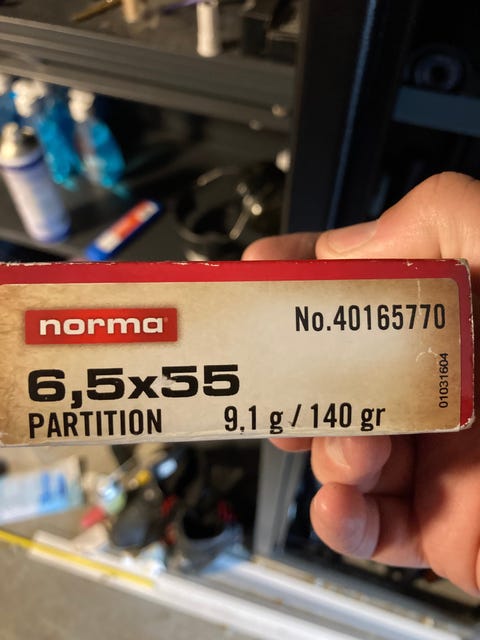 norma
No.40165770
6,5x55
PARTITION 9,1 g / 140 gr
01031604